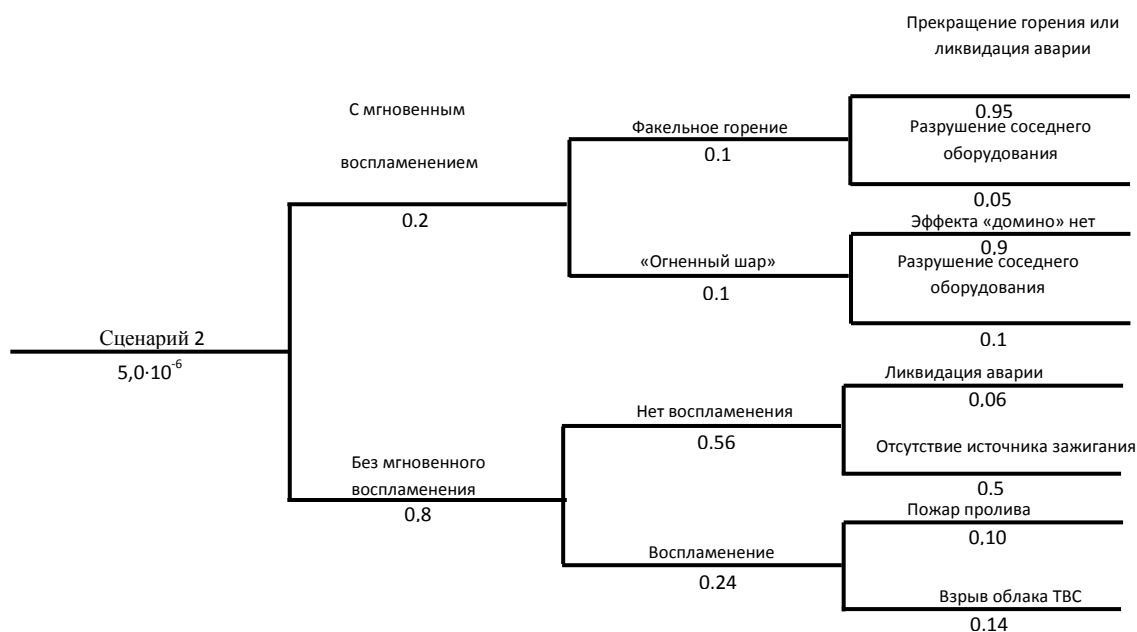 Прекращение горения или
ликвидация аварии
0.95
С мгновенным
воспламенением
0.2
Факельное горение
0.1
Разрушение соседнего
оборудования
0,05
Эффекта «домино» нет
0,9
«Огненный шар»
0.1
Разрушение соседнего
оборудования
0.1
Сценарий 2
5,0·10⁻⁶
Ликвидация аварии
0,06
Нет воспламенения
0.56
Отсутствие источника зажигания
0.5
Без мгновенного
воспламенения
0,8
Пожар пролива
0,10
Воспламенение
0.24
Взрыв облака ТВС
0.14